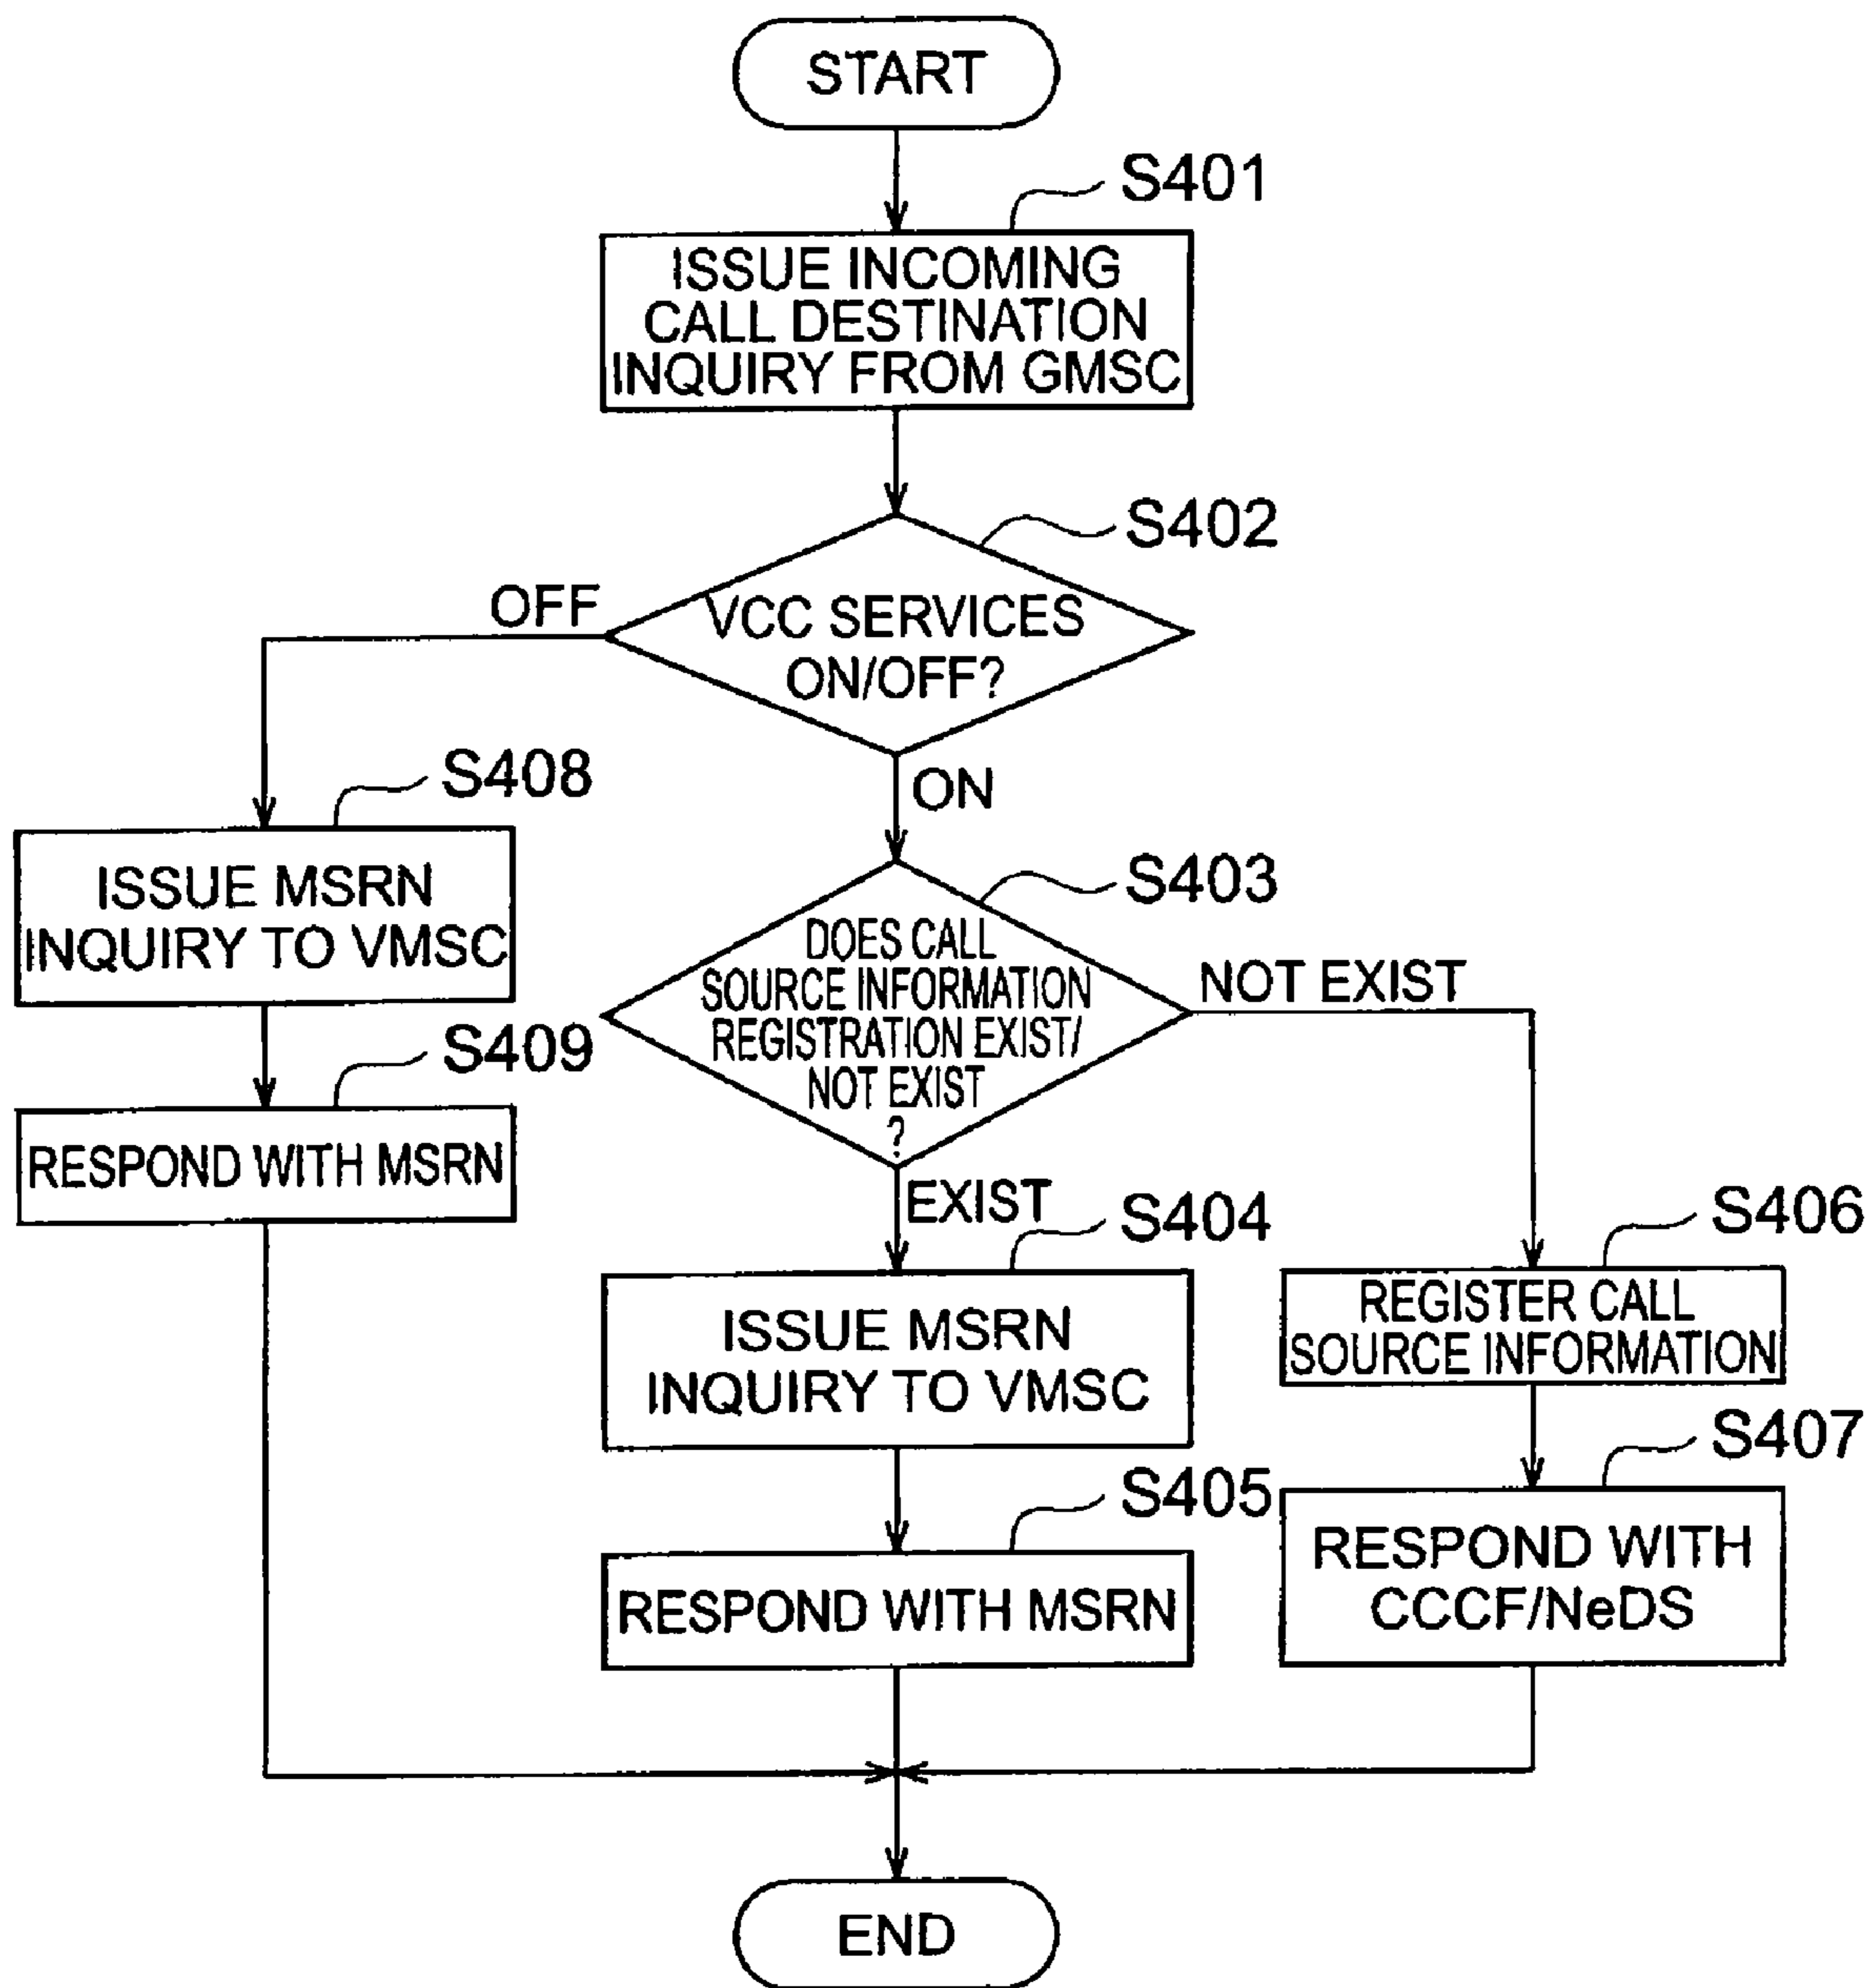 START
S401
ISSUE INCOMING
CALL DESTINATION
INQUIRY FROM GMSC
S402
OFF
VCC SERVICES
ON/OFF?
ON
S408
ISSUE MSRN
INQUIRY TO VMSC
S409
RESPOND WITH MSRN
S403
DOES CALL
SOURCE INFORMATION
REGISTRATION EXIST/
NOT EXIST
?
NOT EXIST
EXIST
S404
ISSUE MSRN
INQUIRY TO VMSC
S405
RESPOND WITH MSRN
S406
REGISTER CALL
SOURCE INFORMATION
S407
RESPOND WITH
CCCF/NeDS
END